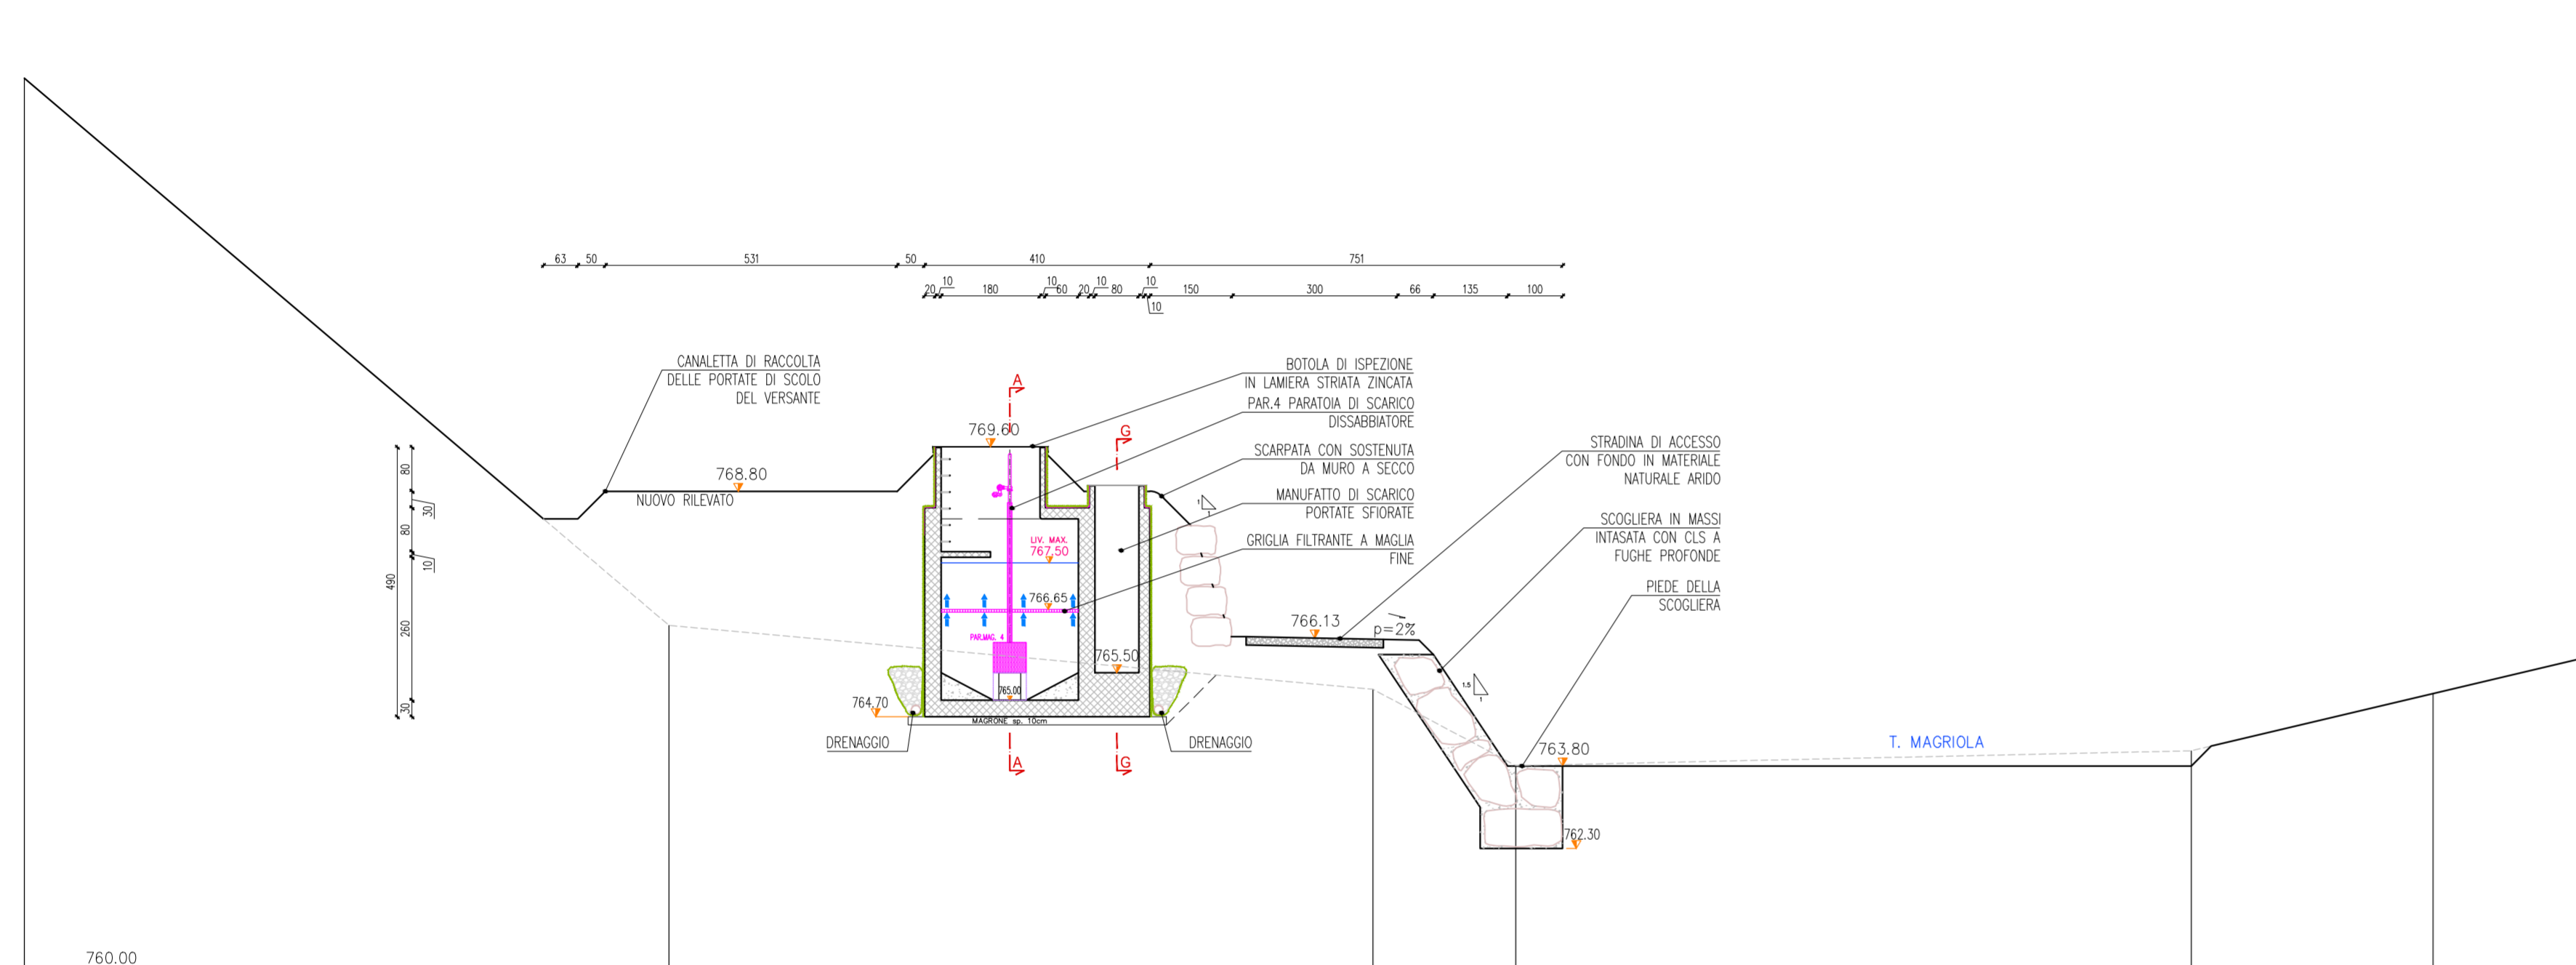 63 50 531 50 410 751
20 10 180 10 60 20 10 80 10 10 150 300 66 135 100
CANALETTA DI RACCOLTA
DELLE PORTATE DI SCOLO
DEL VERSANTE
A
BOTOLA DI ISPEZIONE
IN LAMIERA STRIATA ZINCATA
PAR.4 PARATOIA DI SCARICO
DISSABBIATORE
769.60
G
SCARPATA CON SOSTENUTA
DA MURO A SECCO
STRADINA DI ACCESSO
CON FONDO IN MATERIALE
NATURALE ARIDO
768.80
NUOVO RILEVATO
MANUFATTO DI SCARICO
PORTATE SFIORATE
1
1
SCOGLIERA IN MASSI
INTASATA CON CLS A
FUGHE PROFONDE
GRIGLIA FILTRANTE A MAGLIA
FINE
PIEDE DELLA
SCOGLIERA
80
30
80
10
490
260
30
LIV. MAX.
767.50
766.65
PAR.MAG. 4
766.13
p=2%
765.50
765.00
1.5
1
764.70
MAGRONE sp. 10cm
DRENAGGIO
DRENAGGIO
A
G
763.80
T. MAGRIOLA
762.30
760.00